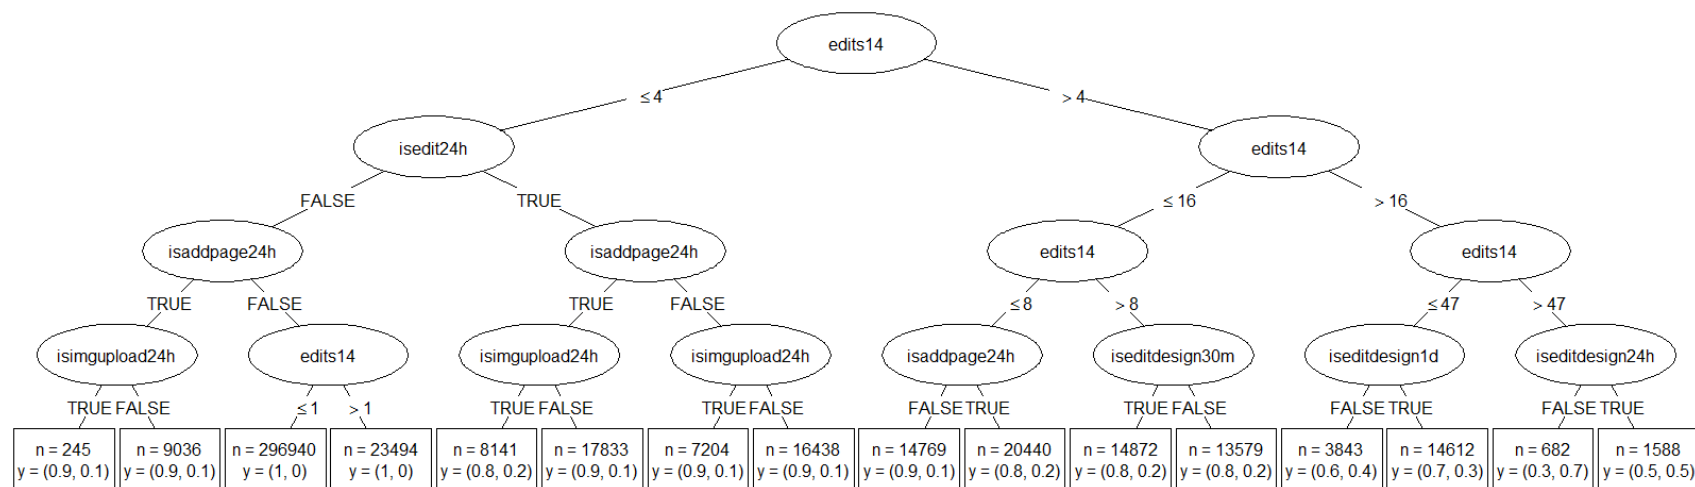 edits14
≤ 4
> 4
isedit24h
edits14
FALSE
TRUE
≤ 16
> 16
isaddpage24h
isaddpage24h
edits14
edits14
TRUE
FALSE
TRUE
FALSE
≤ 8
> 8
≤ 47
> 47
isimgupload24h
edits14
isimgupload24h
isimgupload24h
isaddpage24h
iseditdesign30m
iseditdesign1d
iseditdesign24h
TRUE FALSE
≤ 1
> 1
TRUE FALSE
TRUE FALSE
FALSE TRUE
TRUE FALSE
FALSE TRUE
FALSE TRUE
n = 245
y = (0.9, 0.1)
n = 9036
y = (0.9, 0.1)
n = 296940
y = (1, 0)
n = 23494
y = (1, 0)
n = 8141
y = (0.8, 0.2)
n = 17833
y = (0.9, 0.1)
n = 7204
y = (0.9, 0.1)
n = 16438
y = (0.9, 0.1)
n = 14769
y = (0.9, 0.1)
n = 20440
y = (0.8, 0.2)
n = 14872
y = (0.8, 0.2)
n = 13579
y = (0.8, 0.2)
n = 3843
y = (0.6, 0.4)
n = 14612
y = (0.7, 0.3)
n = 682
y = (0.3, 0.7)
n = 1588
y = (0.5, 0.5)